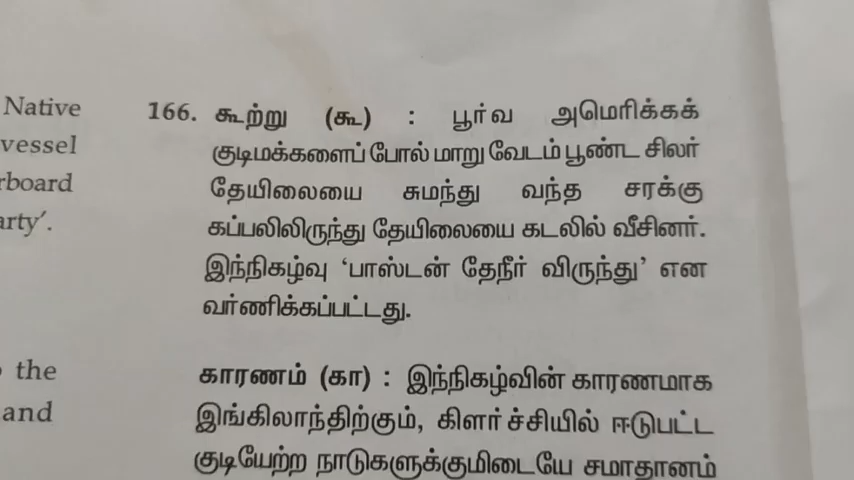 Native
vessel
rboard
arty'.
the
and
166. கூற்று (கூ) : பூர்வ அமெரிக்கக்
குடிமக்களைப் போல் மாறு வேடம் பூண்ட சிலர்
தேயிலையை சுமந்து வந்த சரக்கு
கப்பலிலிருந்து தேயிலையை கடலில் வீசினர்.
இந்நிகழ்வு 'பாஸ்டன் தேநீர் விருந்து' என
வர்ணிக்கப்பட்டது.
காரணம் (கா) : இந்நிகழ்வின் காரணமாக
இங்கிலாந்திற்கும், கிளர்ச்சியில் ஈடுபட்ட
குடியேற்ற நாடுகளுக்குமிடையே சமாதானம்